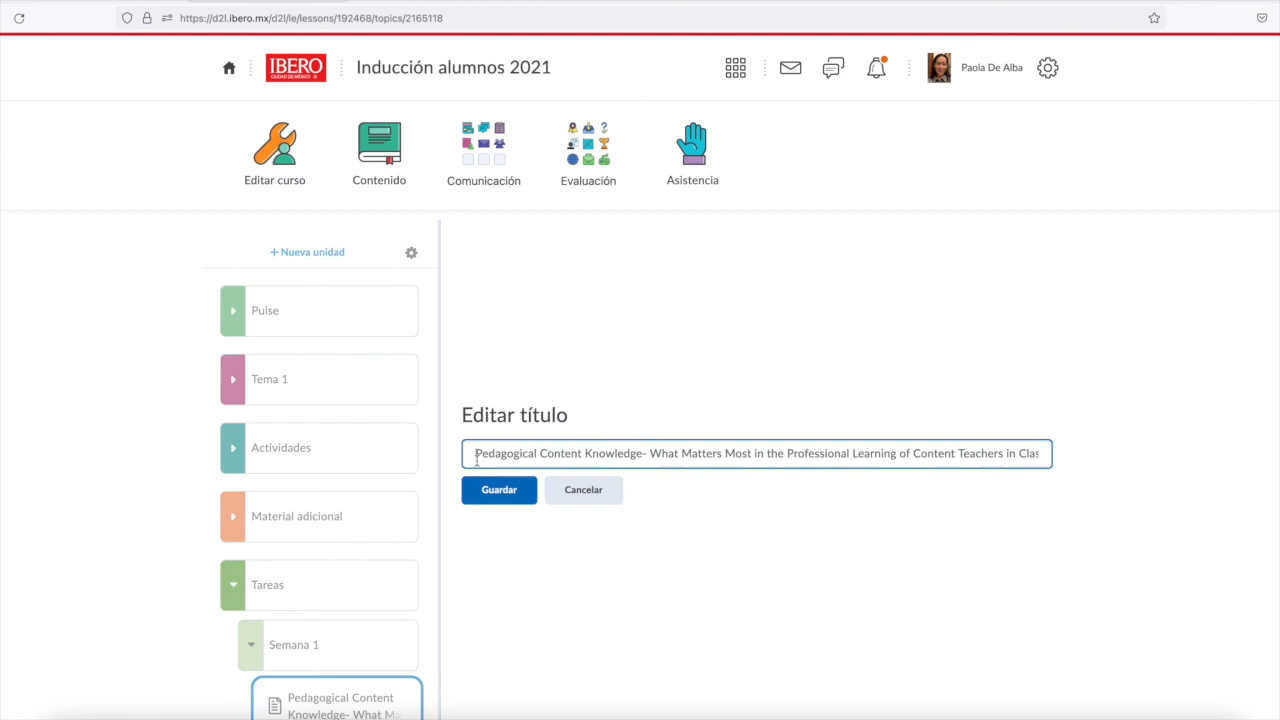 https://d2l.ibero.mx/d2l/le/lessons/192468/topics/2165118
IBERO
CIUDAD DE MÉXICO
Inducción alumnos 2021
Paola De Alba
Editar curso
Contenido
Comunicación
Evaluación
Asistencia
+ Nueva unidad
Pulse
Tema 1
Actividades
Material adicional
Tareas
Semana 1
Pedagogical Content
Knowledge- What Ma
Editar título
Pedagogical Content Knowledge- What Matters Most in the Professional Learning of Content Teachers in Clas
Guardar
Cancelar